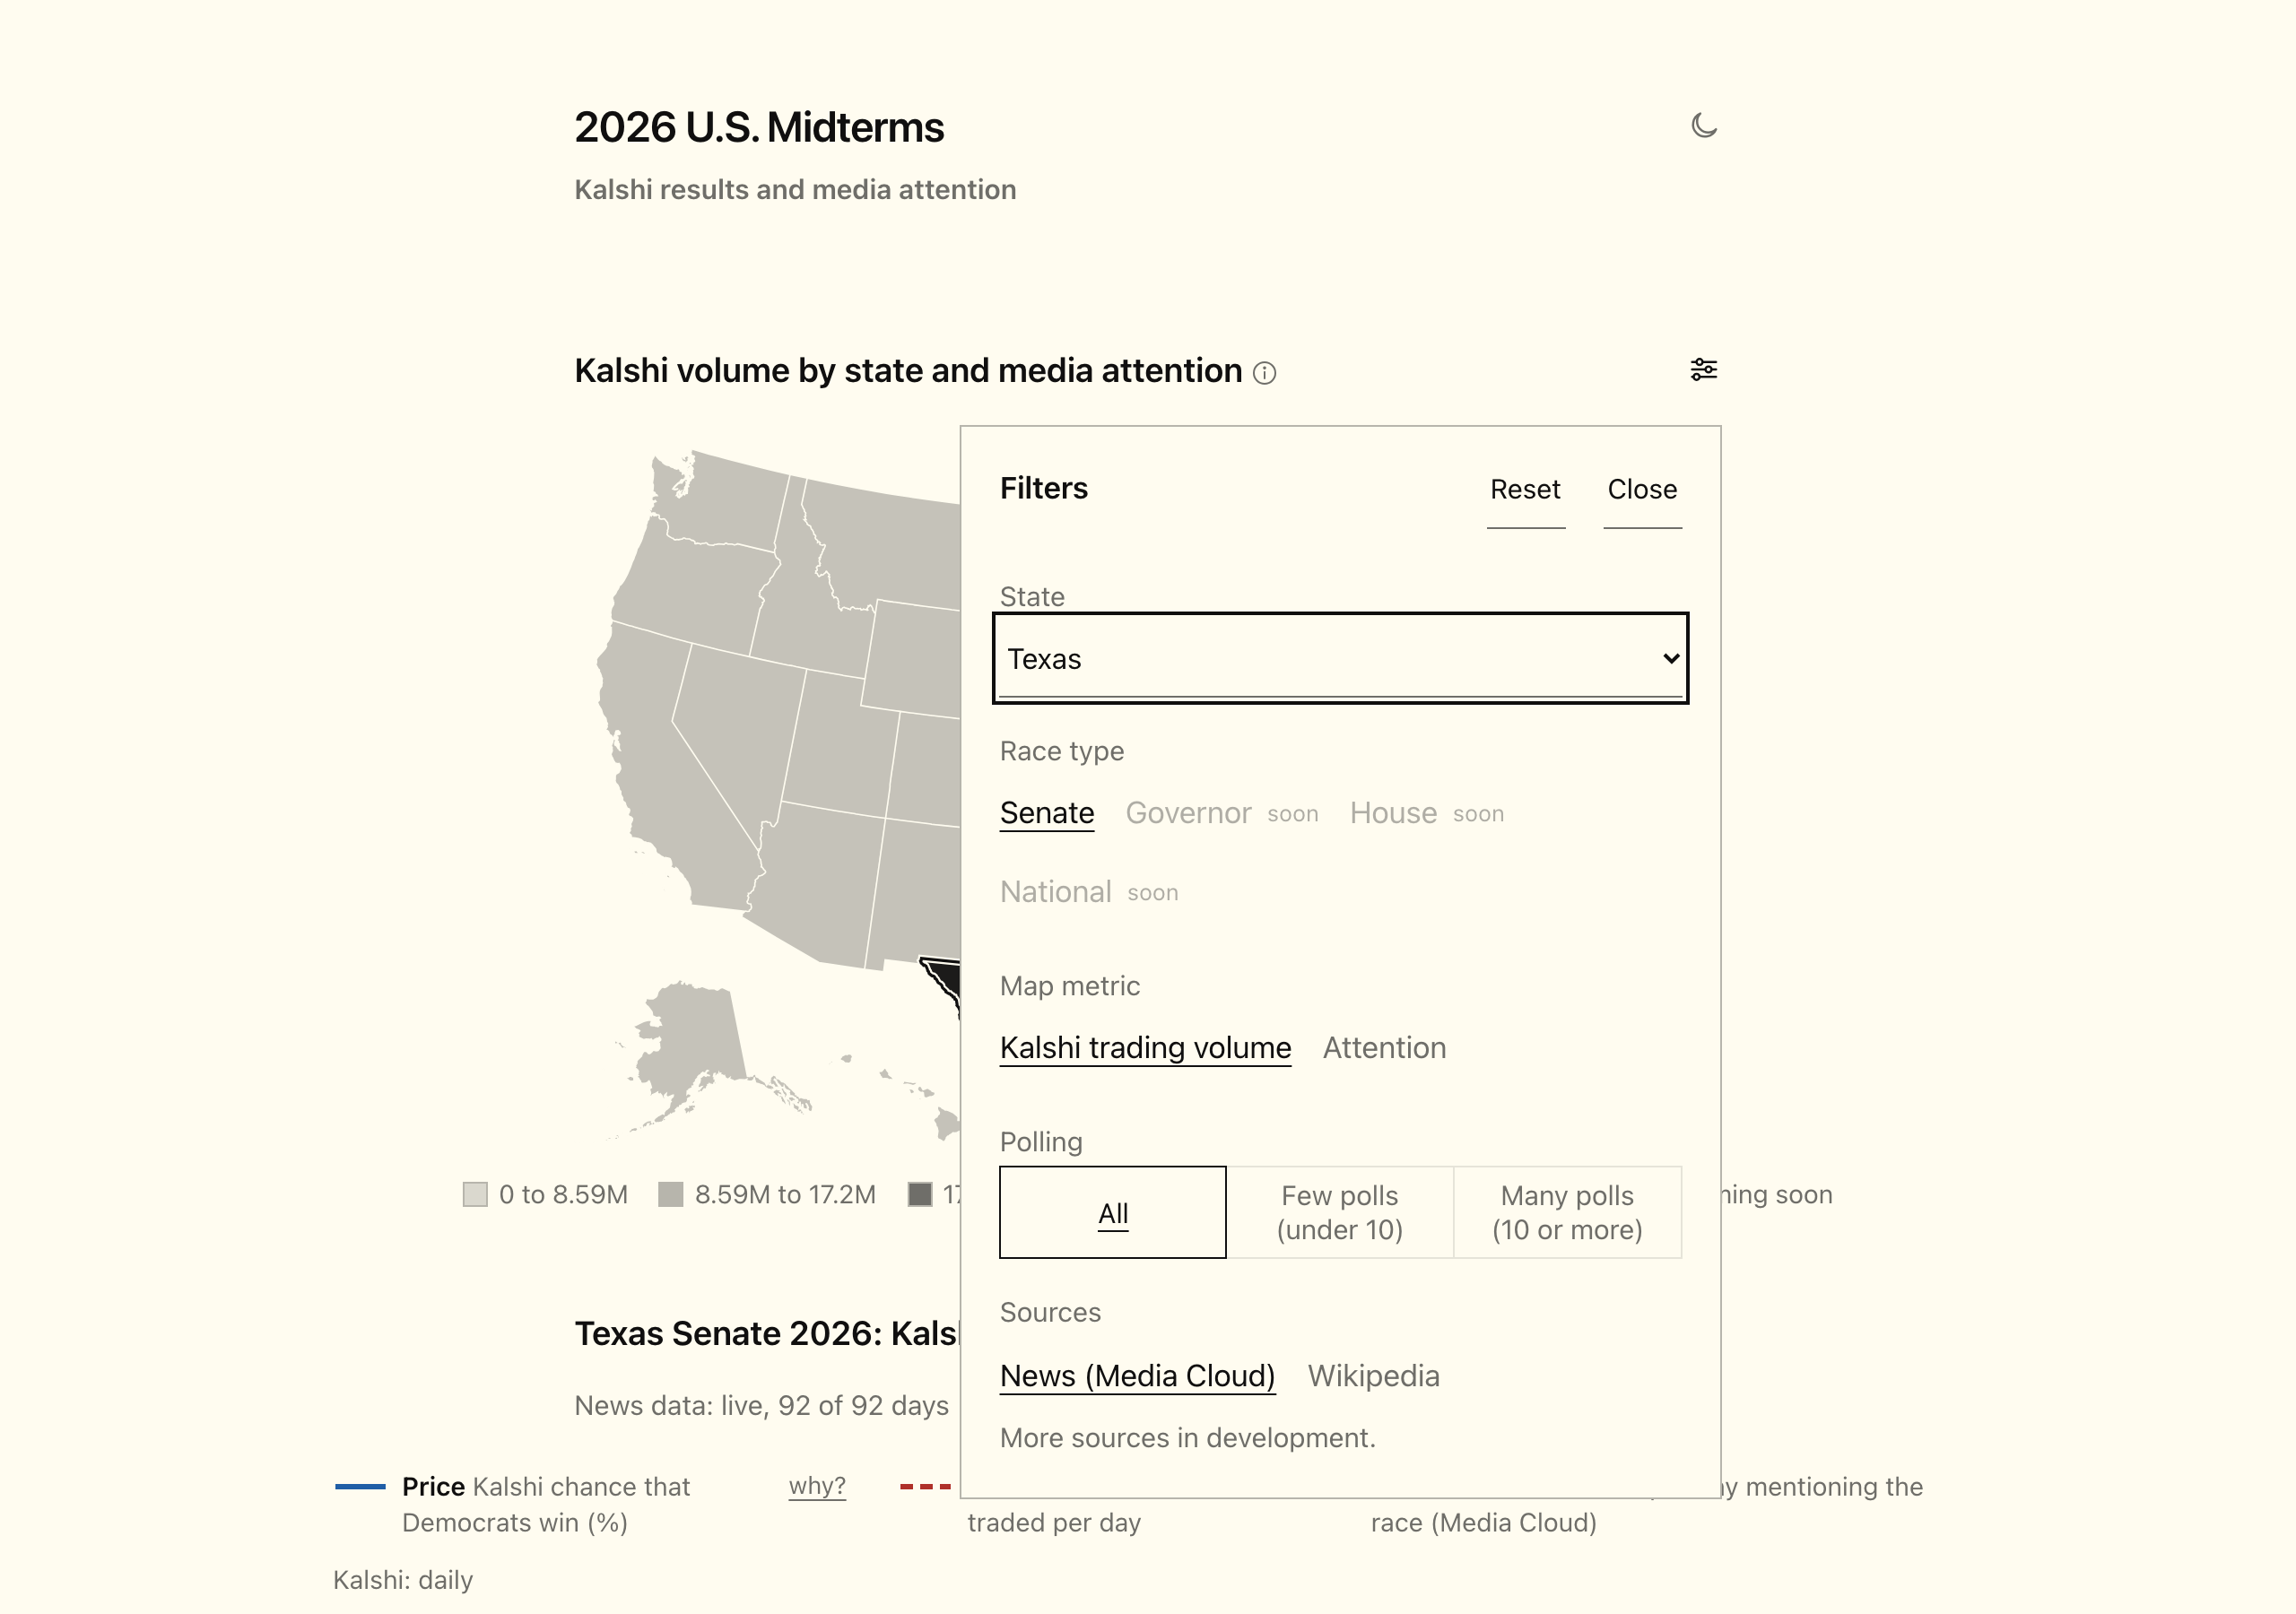 2026 U.S. Midterms
Kalshi results and media attention
Kalshi volume by state and media attention
Filters
Reset Close
State
Texas
Race type
Senate Governor soon House soon
National soon
Map metric
Kalshi trading volume Attention
Polling
All
Few polls
(under 10)
Many polls
(10 or more)
0 to 8.59M 8.59M to 17.2M
soon
Sources
Texas Senate 2026:
News (Media Cloud) Wikipedia
News data: live, 92 of 92 days
More sources in development.
Price Kalshi chance that
Democrats win (%)
why?
traded per day
mentioning the
race (Media Cloud)
Kalshi: daily